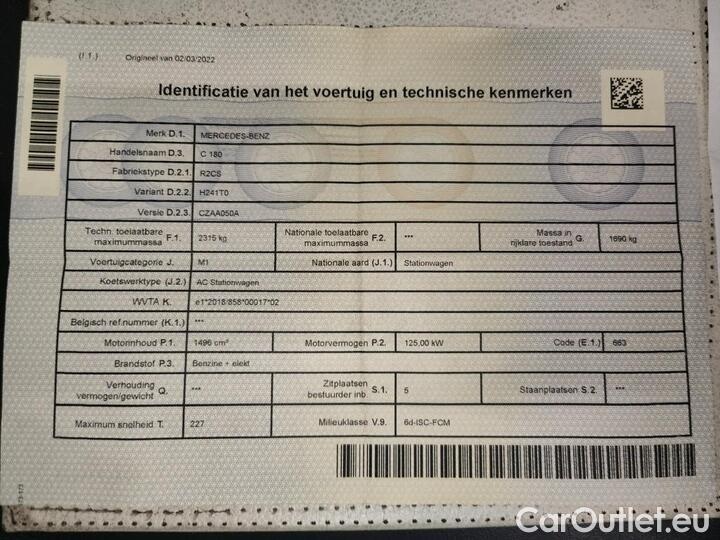 (I.1.) Origineel van 02/03/2022
Identificatie van het voertuig en technische kenmerken
Merk D.1. MERCEDES-BENZ
Handelsnaam D.3. C 180
Fabriekstype D.2.1. R2CS
Variant D.2.2. H241T0
Versie D.2.3. CZAA050A
Techn. toelaatbare maximummassa F.1. 2315 kg Nationale toelaatbare maximummassa F.2. *** Massa in rijklare toestand G. 1690 kg
Voertuigcategorie J. M1 Nationale aard (J.1.) Stationwagen
Koetswerktype (J.2.) AC Stationwagen
WVTA K. e1*2018/858*00017*02
Belgisch ref.nummer (K.1.) ***
Motorinhoud P.1. 1496 cm³ Motorvermogen P.2. 125,00 kW Code (E.1.) 663
Brandstof P.3. Benzine + elekt
Verhouding vermogen/gewicht Q. *** Zitplaatsen bestuurder inb. S.1. 5 Staanplaatsen S.2. ***
Maximum snelheid T. 227 Milieuklasse V.9. 6d-ISC-FCM
CarOutlet.eu